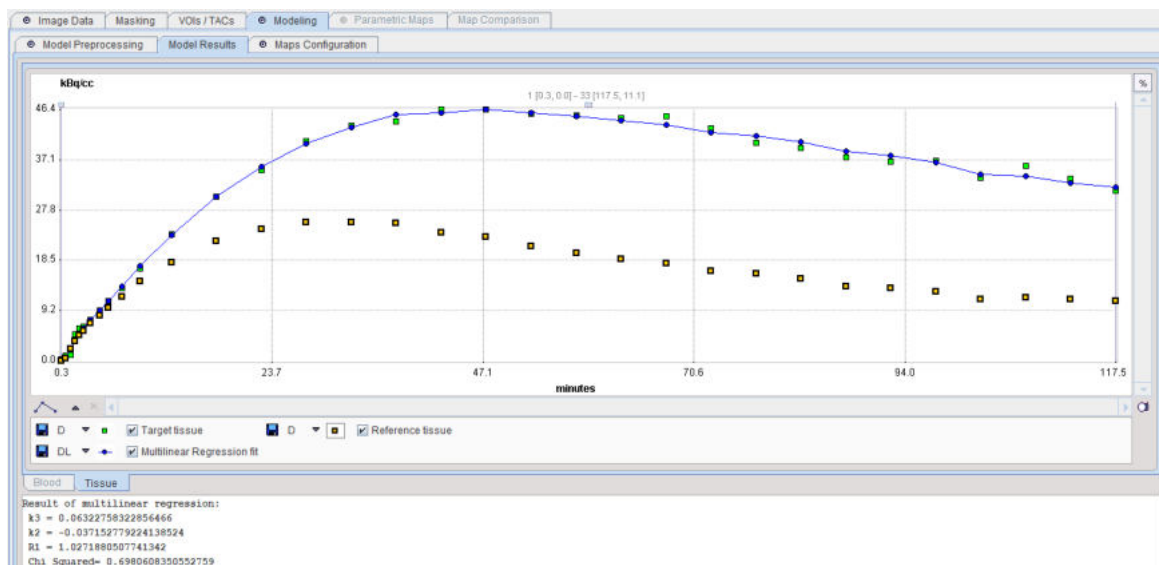 Image Data Masking VOIs / TACs Modeling Parametric Maps Map Comparison
Model Preprocessing Model Results Maps Configuration
kBq/cc
%
1 [0.3, 0.0] - 33 [117.5, 11.1]
46.4
37.1
27.8
18.5
9.2
0.0
0.3 23.7 47.1 70.6 94.0 117.5
minutes
D Target tissue D Reference tissue
DL Multilinear Regression fit
Blood Tissue
Result of multilinear regression:
k3 = 0.06322758322856466
k2 = -0.037152779224138524
R1 = 1.0271880507741342
Chi Squared= 0.6980608350552759